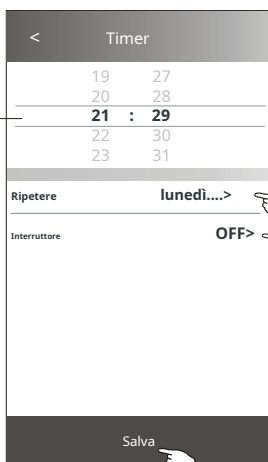 < Timer
19 27
20 28
21 : 29
22 30
23 31
Ripetere lunedì....>
Interruttore OFF>
Salva